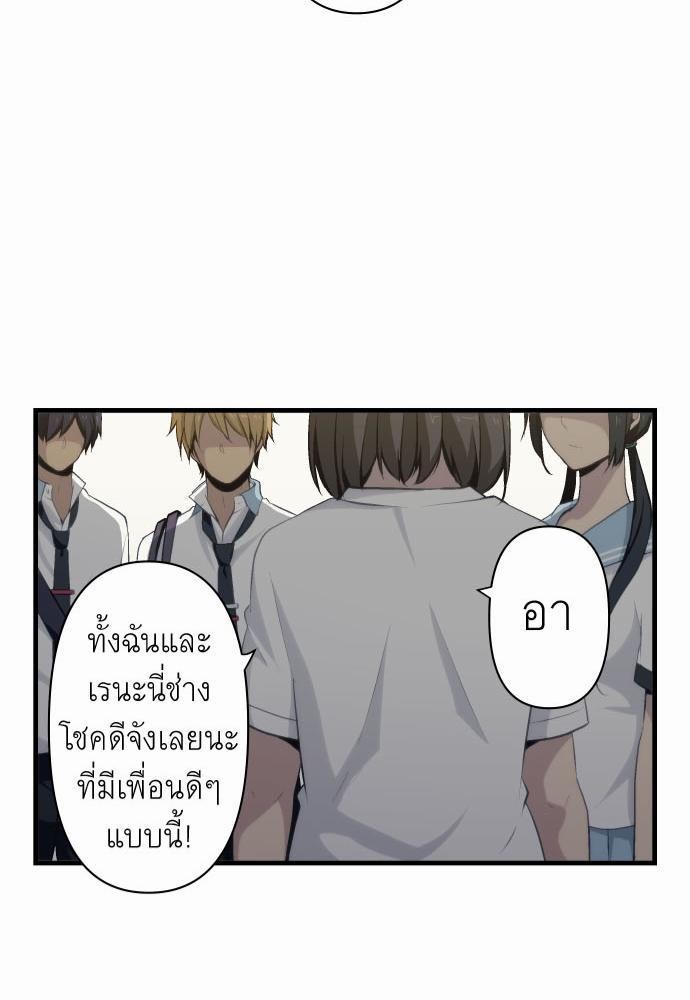 อา
ทั้งฉันและ
เรนะนี่ช่าง
โชคดีจังเลยนะ
ที่มีเพื่อนดีๆ
แบบนี้!